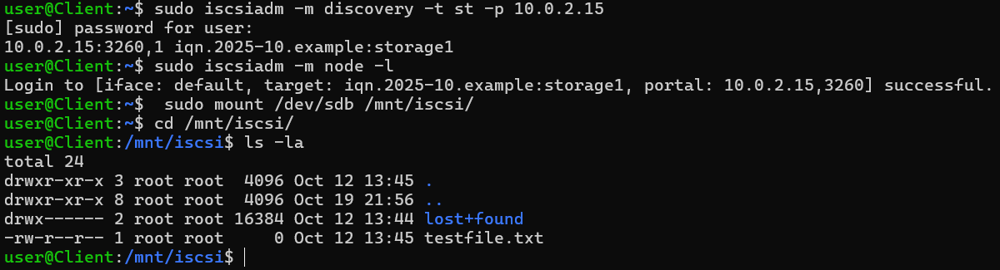 user@Client:~$ sudo iscsiadm -m discovery -t st -p 10.0.2.15
[sudo] password for user:
10.0.2.15:3260,1 iqn.2025-10.example:storage1
user@Client:~$ sudo iscsiadm -m node -l
Login to [iface: default, target: iqn.2025-10.example:storage1, portal: 10.0.2.15,3260] successful.
user@Client:~$  sudo mount /dev/sdb /mnt/iscsi/
user@Client:~$ cd /mnt/iscsi/
user@Client:/mnt/iscsi$ ls -la
total 24
drwxr-xr-x 3 root root  4096 Oct 12 13:45 .
drwxr-xr-x 8 root root  4096 Oct 19 21:56 ..
drwx------ 2 root root 16384 Oct 12 13:44 lost+found
-rw-r--r-- 1 root root     0 Oct 12 13:45 testfile.txt
user@Client:/mnt/iscsi$